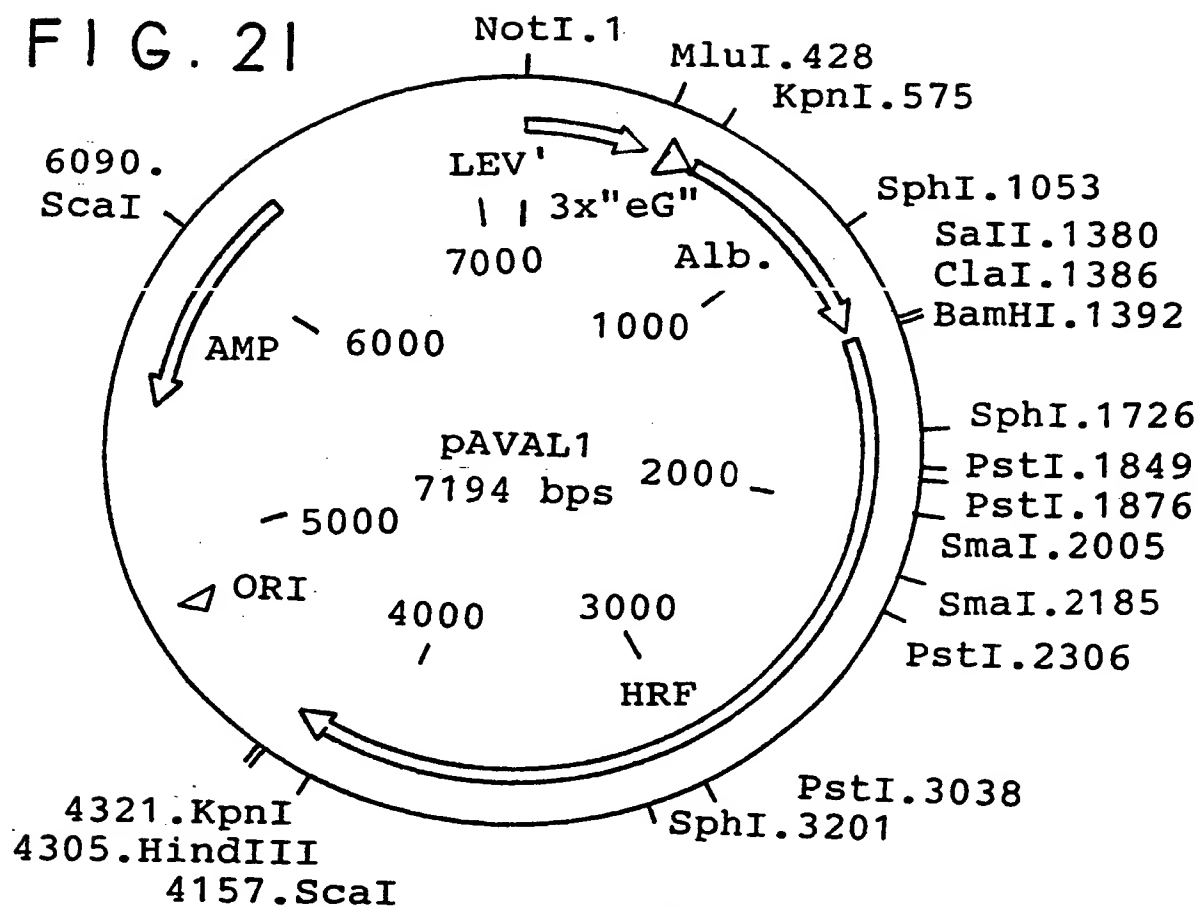 FIG. 21
NotI.1
MluI.428
KpnI.575
6090.
ScaI
LEV'
3x"eG"
SphI.1053
SaII.1380
ClaI.1386
BamHI.1392
7000
Alb.
1000
AMP
6000
SphI.1726
pAVAL1
7194 bps
2000
PstI.1849
PstI.1876
5000
SmaI.2005
ORI
4000
3000
SmaI.2185
PstI.2306
HRF
PstI.3038
SphI.3201
4321.KpnI
4305.HindIII
4157.ScaI